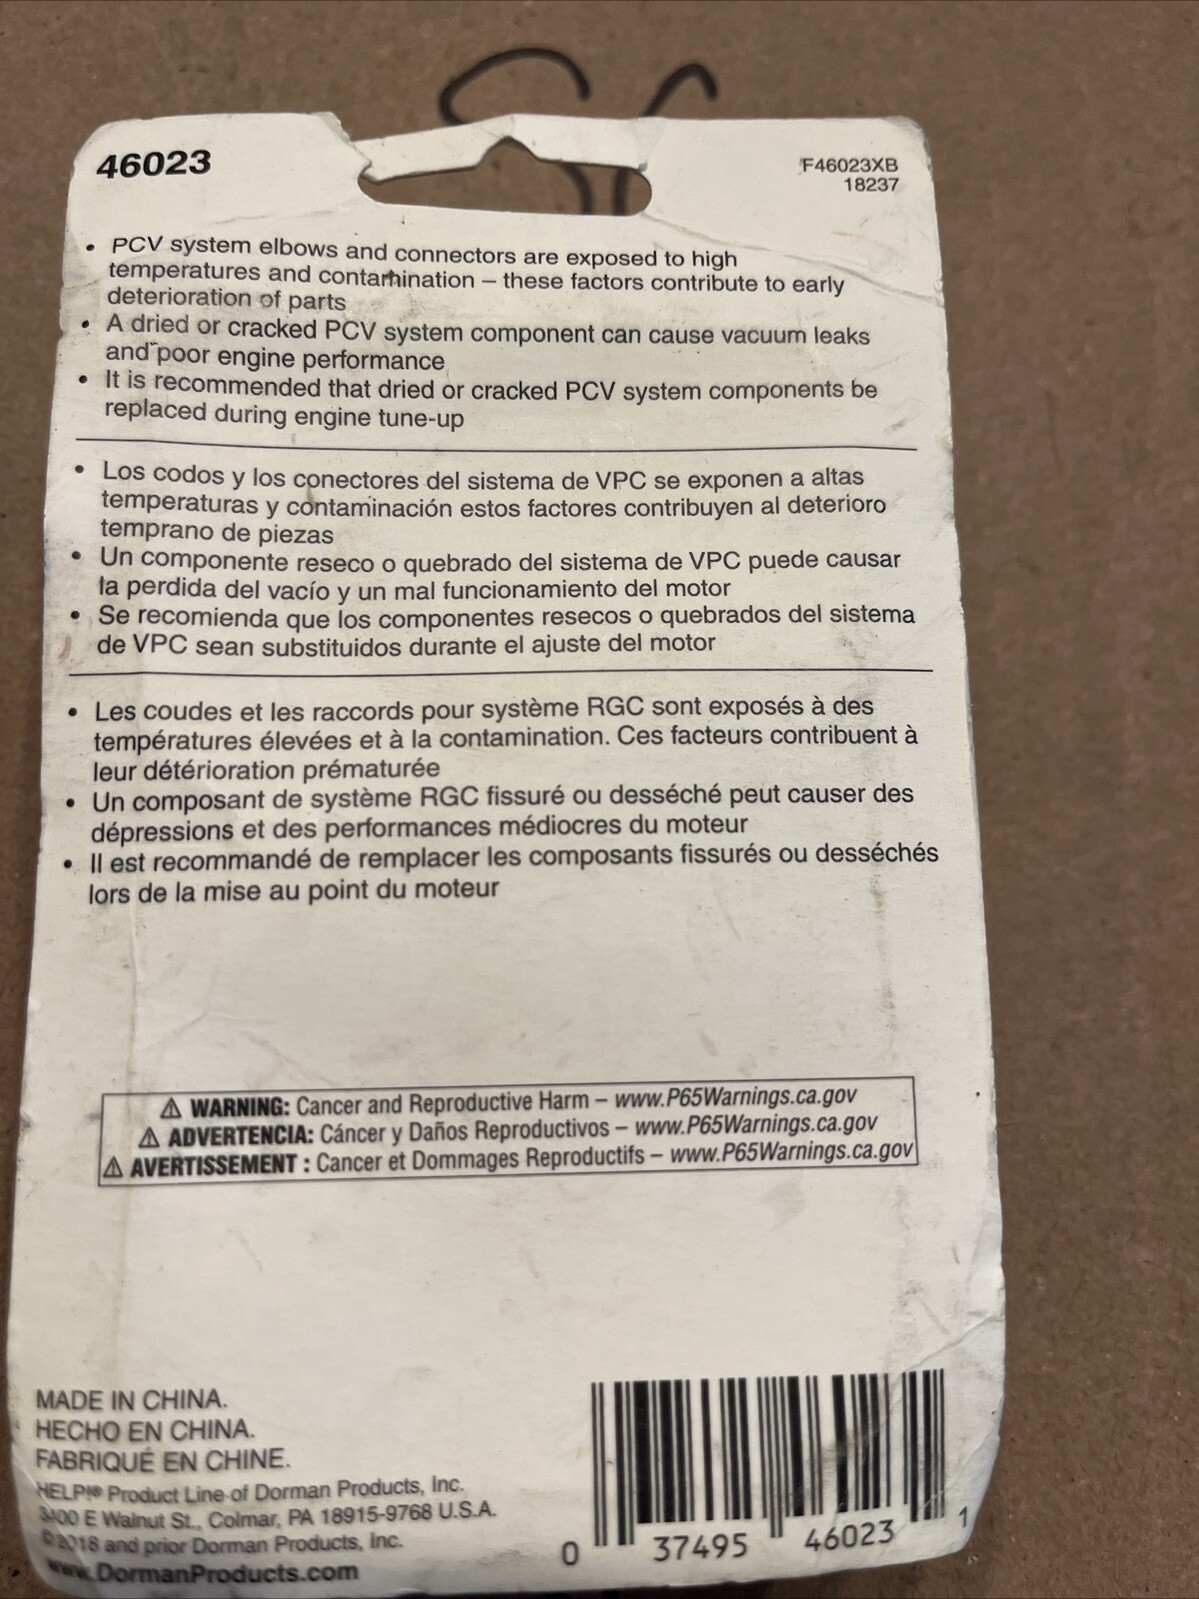 46023
F46023XB
18237
• PCV system elbows and connectors are exposed to high
temperatures and contamination – these factors contribute to early
deterioration of parts
• A dried or cracked PCV system component can cause vacuum leaks
and poor engine performance
• It is recommended that dried or cracked PCV system components be
replaced during engine tune-up
• Los codos y los conectores del sistema de VPC se exponen a altas
temperaturas y contaminación estos factores contribuyen al deterioro
temprano de piezas
• Un componente reseco o quebrado del sistema de VPC puede causar
la perdida del vacío y un mal funcionamiento del motor
• Se recomienda que los componentes resecos o quebrados del sistema
de VPC sean substituidos durante el ajuste del motor
• Les coudes et les raccords pour système RGC sont exposés à des
températures élevées et à la contamination. Ces facteurs contribuent à
leur détérioration prématurée
• Un composant de système RGC fissuré ou desséché peut causer des
dépressions et des performances médiocres du moteur
• Il est recommandé de remplacer les composants fissurés ou desséchés
lors de la mise au point du moteur
⚠ WARNING: Cancer and Reproductive Harm – www.P65Warnings.ca.gov
⚠ ADVERTENCIA: Cáncer y Daños Reproductivos – www.P65Warnings.ca.gov
⚠ AVERTISSEMENT : Cancer et Dommages Reproductifs – www.P65Warnings.ca.gov
MADE IN CHINA.
HECHO EN CHINA.
FABRIQUÉ EN CHINE.
HELP!® Product Line of Dorman Products, Inc.
3400 E Walnut St., Colmar, PA 18915-9768 U.S.A.
©2018 and prior Dorman Products, Inc.
www.DormanProducts.com
0 37495 46023 1